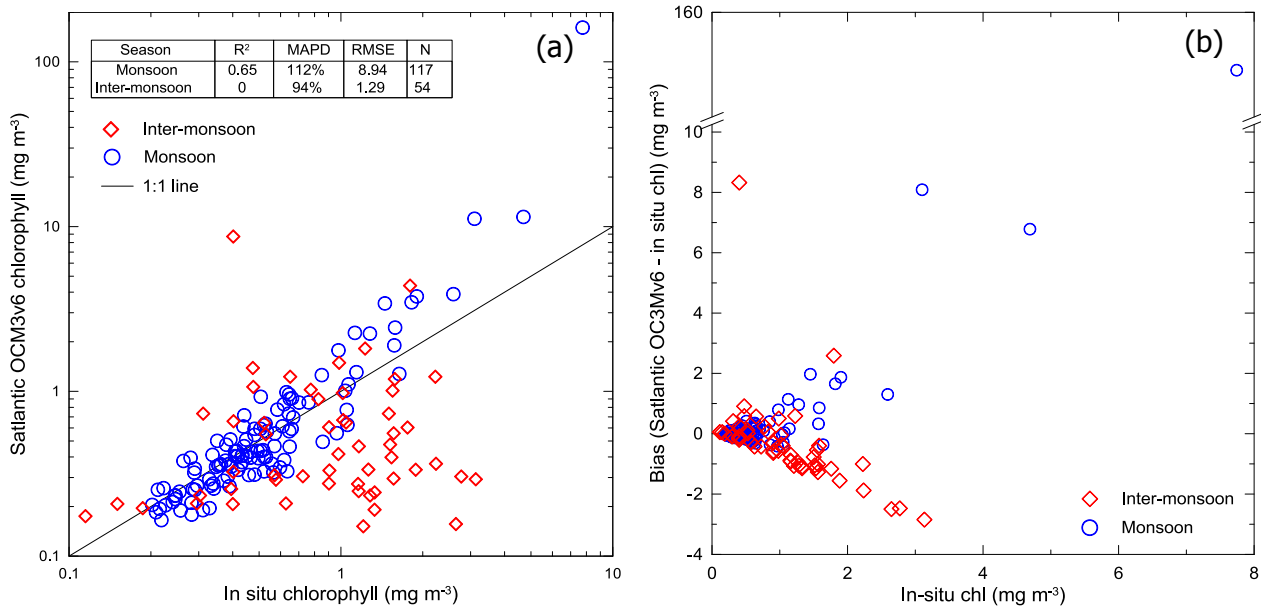 (a)
Season R² MAPD RMSE N
Monsoon 0.65 112% 8.94 117
Inter-monsoon 0 94% 1.29 54
Inter-monsoon
Monsoon
1:1 line
Satlantic OCM3v6 chlorophyll (mg m⁻³)
100
10
1
0.1
0.1 1 10
In situ chlorophyll (mg m⁻³)
(b)
Bias (Satlantic OC3Mv6 - in situ chl) (mg m⁻³)
160
10
8
6
4
2
0
-2
-4
Inter-monsoon
Monsoon
0 2 4 6 8
In-situ chl (mg m⁻³)